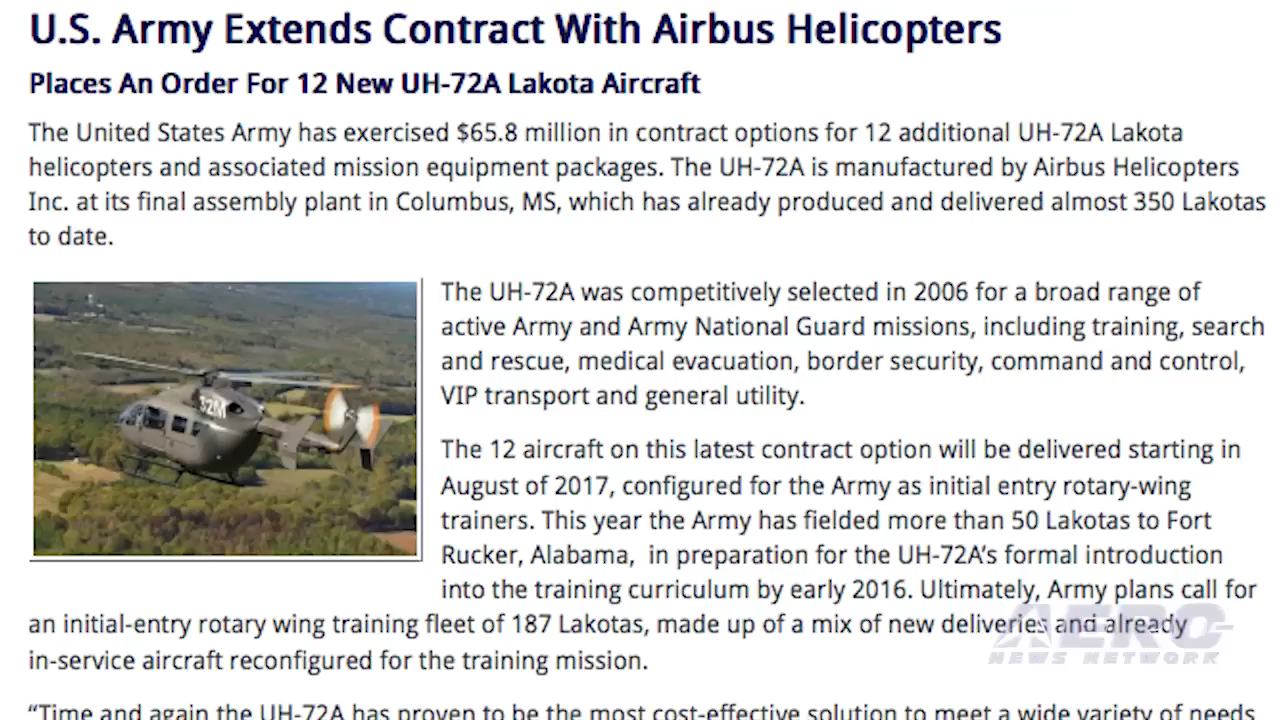 U.S. Army Extends Contract With Airbus Helicopters
Places An Order For 12 New UH-72A Lakota Aircraft
The United States Army has exercised $65.8 million in contract options for 12 additional UH-72A Lakota
helicopters and associated mission equipment packages. The UH-72A is manufactured by Airbus Helicopters
Inc. at its final assembly plant in Columbus, MS, which has already produced and delivered almost 350 Lakotas
to date.
32M
The UH-72A was competitively selected in 2006 for a broad range of
active Army and Army National Guard missions, including training, search
and rescue, medical evacuation, border security, command and control,
VIP transport and general utility.
The 12 aircraft on this latest contract option will be delivered starting in
August of 2017, configured for the Army as initial entry rotary-wing
trainers. This year the Army has fielded more than 50 Lakotas to Fort
Rucker, Alabama, in preparation for the UH-72A’s formal introduction
into the training curriculum by early 2016. Ultimately, Army plans call for
an initial-entry rotary wing training fleet of 187 Lakotas, made up of a mix of new deliveries and already
in-service aircraft reconfigured for the training mission.
AERO
NEWS NETWORK
“Time and again the UH-72A has proven to be the most cost-effective solution to meet a wide variety of needs